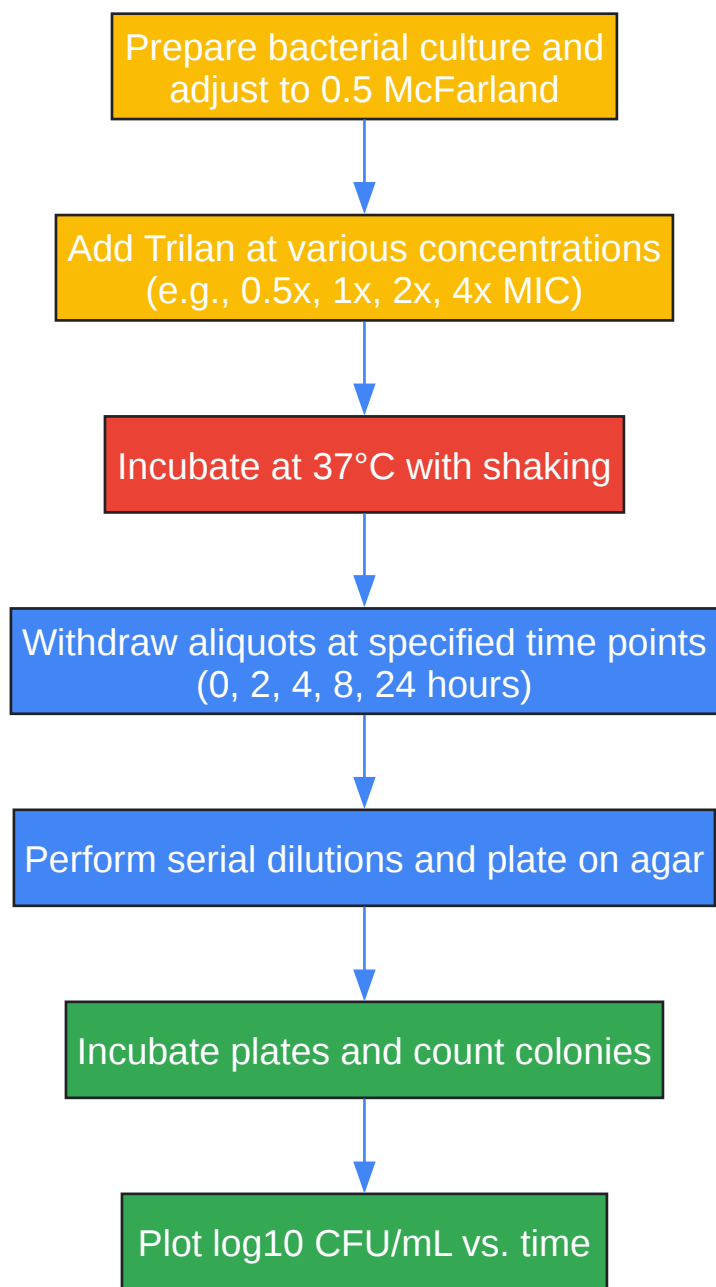 Prepare bacterial culture and
adjust to 0.5 McFarland
Add Trilan at various concentrations
(e.g., 0.5x, 1x, 2x, 4x MIC)
Incubate at 37°C with shaking
Withdraw aliquots at specified time points
(0, 2, 4, 8, 24 hours)
Perform serial dilutions and plate on agar
Incubate plates and count colonies
Plot log10 CFU/mL vs. time